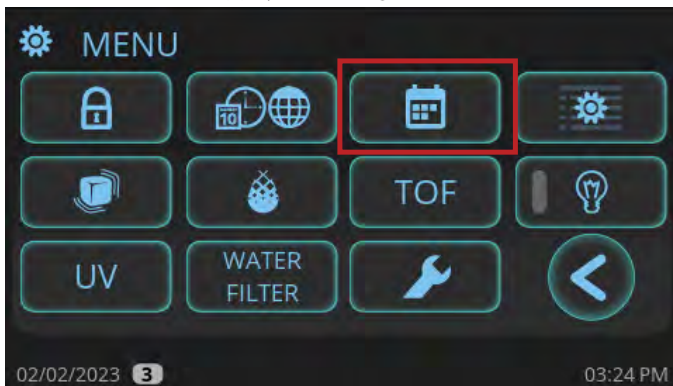 MENU
10
TOF
UV
WATER
FILTER
02/02/2023 3
03:24 PM